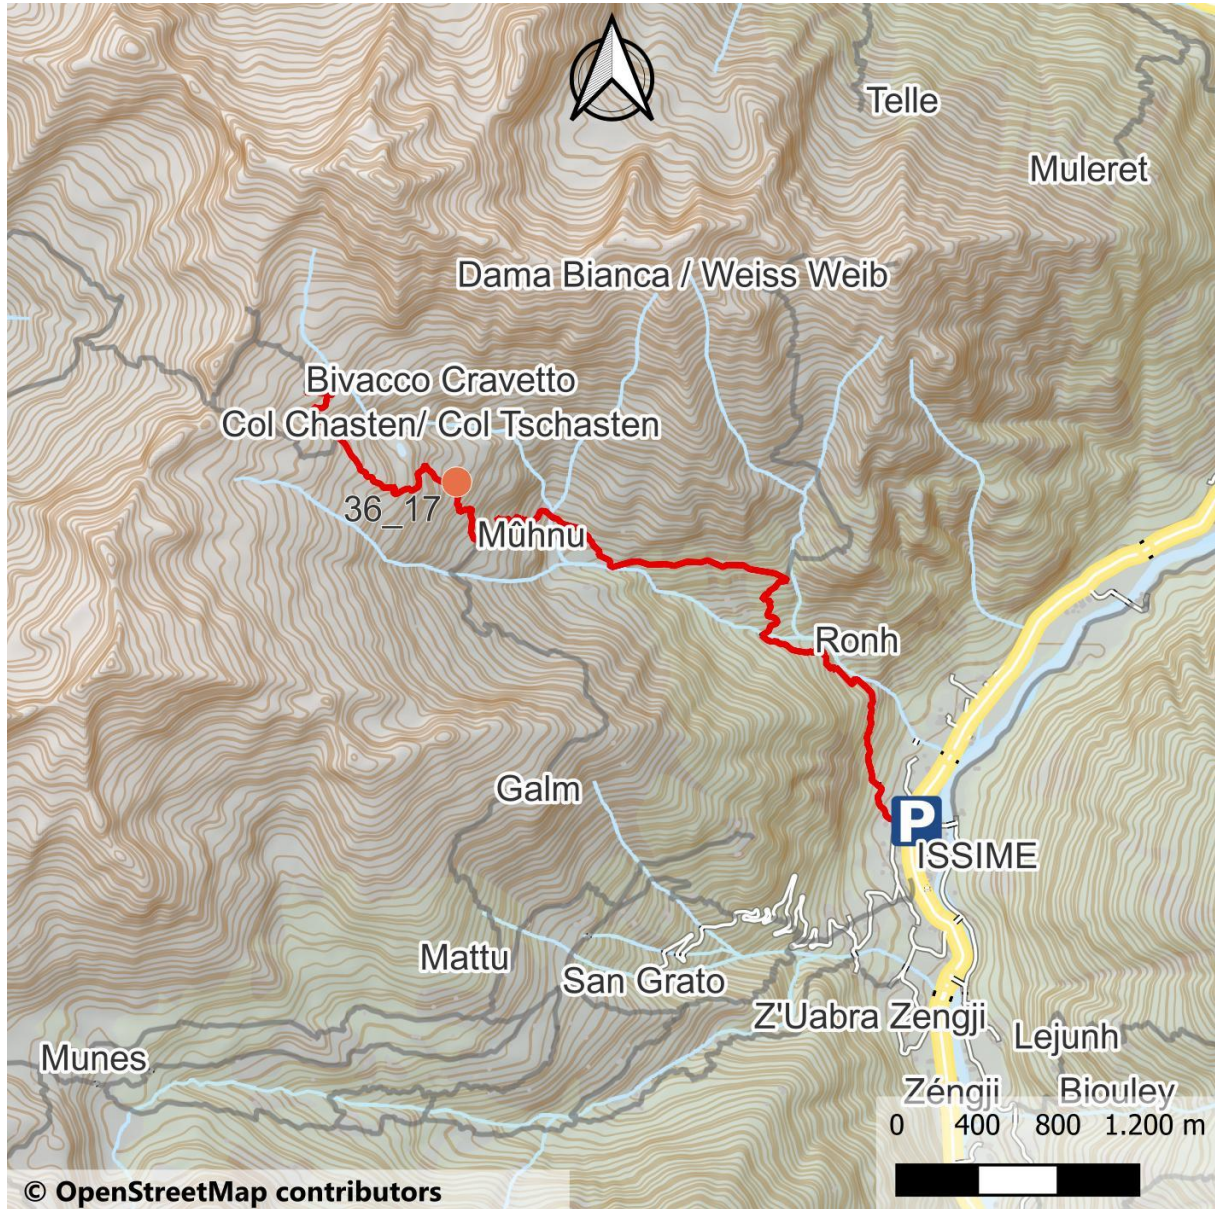 Telle
Muleret
Dama Bianca / Weiss Weib
Bivacco Cravetto
Col Chasten/ Col Tschasten
36_17
Mûhnu
Ronh
Galm
P
ISSIME
Mattu
San Grato
Z'Uabra Zengji
Lejunh
Munes
Zéngji
Biouley
0 400 800 1.200 m
© OpenStreetMap contributors